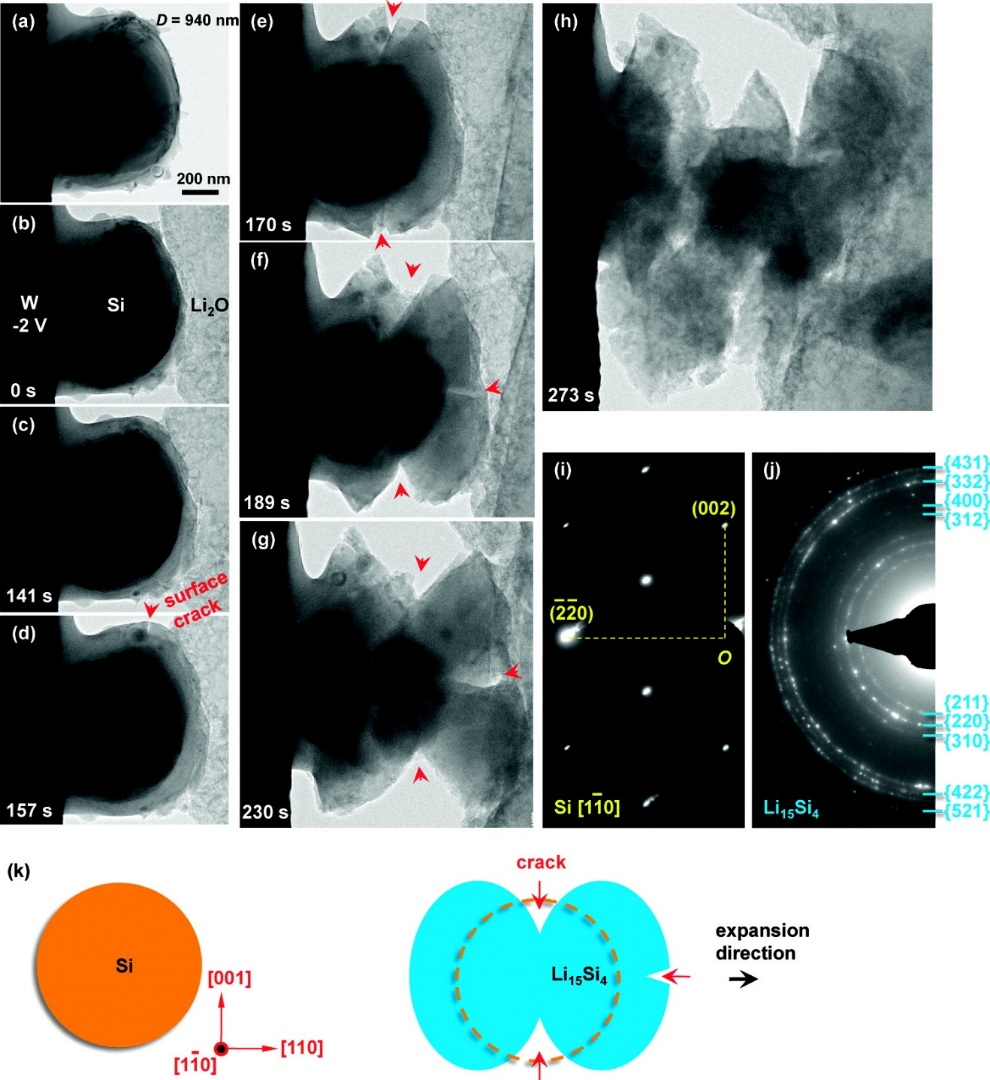 (a)
D = 940 nm
200 nm
(b)
W
-2 V
Si
Li₂O
0 s
(c)
141 s
surface
crack
(d)
157 s
(e)
170 s
(f)
189 s
(g)
230 s
(h)
273 s
(i)
(002)
(2̅2̅0)
O
Si [11̅0]
(j)
{431}
{332}
{400}
{312}
{211}
{220}
{310}
{422}
{521}
Li₁₅Si₄
(k)
Si
[001]
[110]
[11̅0]
crack
Li₁₅Si₄
expansion
direction